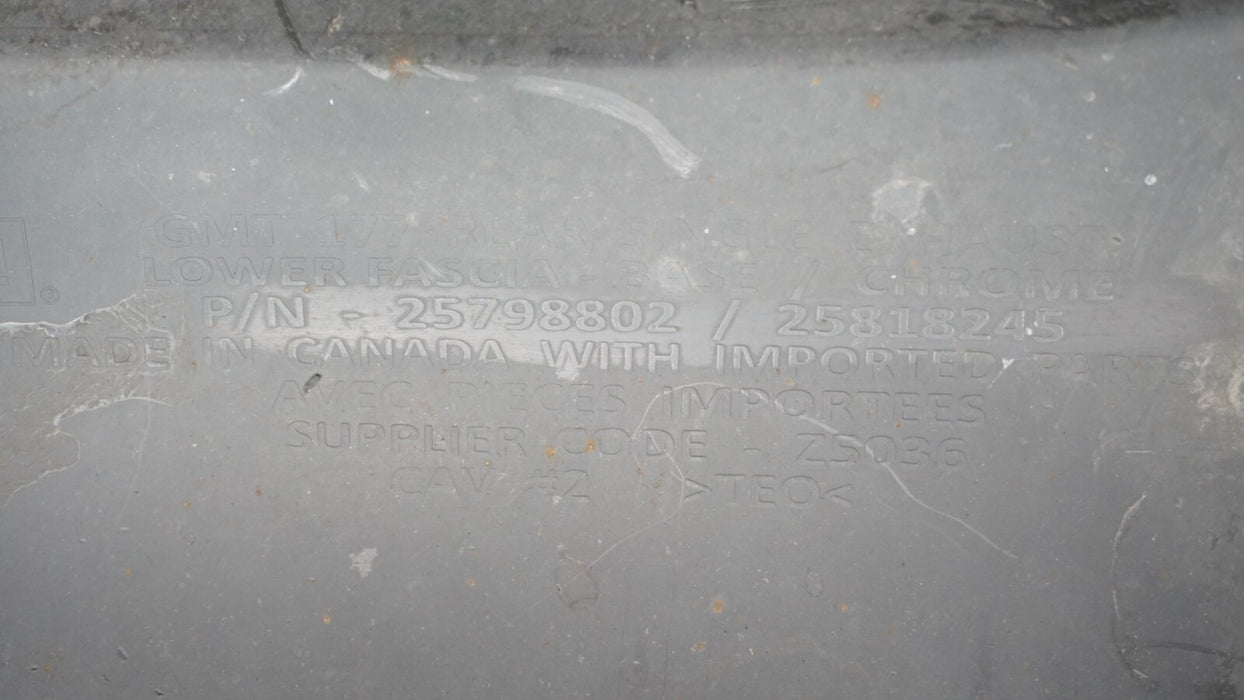 GMT 177 REAR SINGLE EXHAUST
LOWER FASCIA - BASE / CHROME
P/N - 25798802 / 25818245
MADE IN CANADA WITH IMPORTED PARTS
AVEC PIECES IMPORTEES
SUPPLIER CODE - Z5036
CAV #2 >TEO<
®